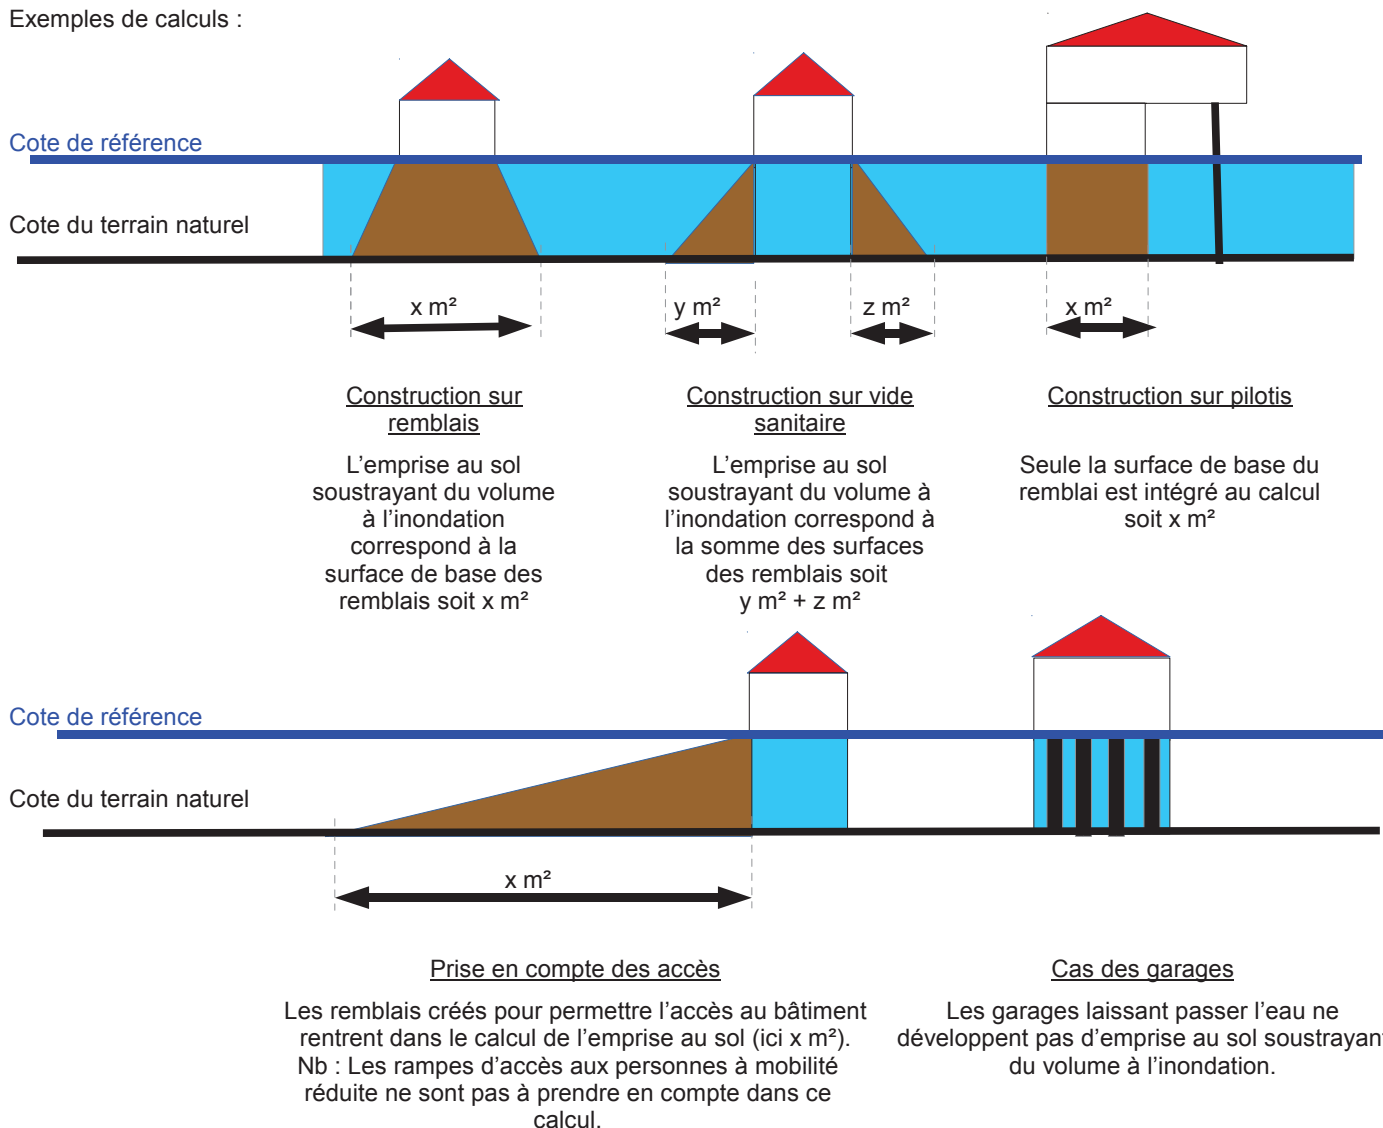 Exemples de calculs :
Cote de référence
Cote du terrain naturel
x m²
y m²
z m²
x m²
Construction sur
remblais
L’emprise au sol
soustrayant du volume
à l’inondation
correspond à la
surface de base des
remblais soit x m²
Construction sur vide
sanitaire
L’emprise au sol
soustrayant du volume à
l’inondation correspond à
la somme des surfaces
des remblais soit
y m² + z m²
Construction sur pilotis
Seule la surface de base du
remblai est intégré au calcul
soit x m²
Cote de référence
Cote du terrain naturel
x m²
Prise en compte des accès
Les remblais créés pour permettre l’accès au bâtiment
rentrent dans le calcul de l’emprise au sol (ici x m²).
Nb : Les rampes d’accès aux personnes à mobilité
réduite ne sont pas à prendre en compte dans ce
calcul.
Cas des garages
Les garages laissant passer l’eau ne
développent pas d’emprise au sol soustrayant
du volume à l’inondation.